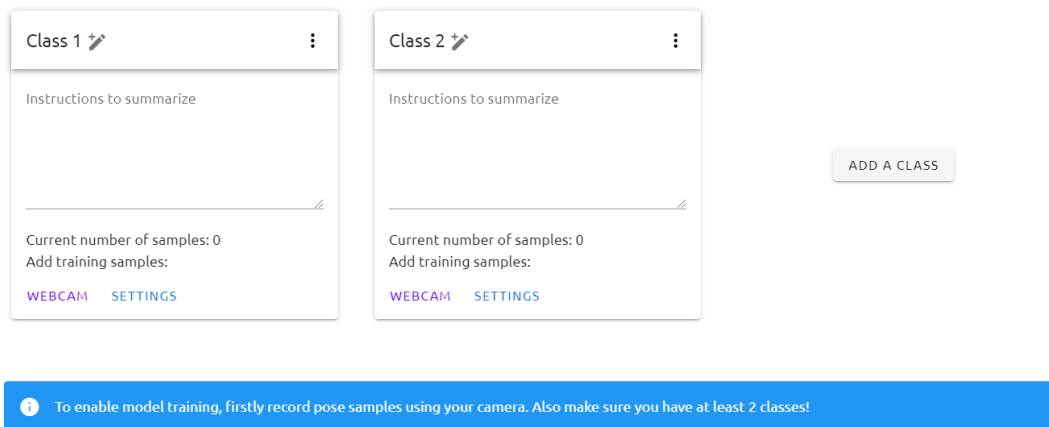 Class 1
Class 2
Instructions to summarize
Instructions to summarize
ADD A CLASS
Current number of samples: 0
Add training samples:
Current number of samples: 0
Add training samples:
WEBCAM SETTINGS
WEBCAM SETTINGS
To enable model training, firstly record pose samples using your camera. Also make sure you have at least 2 classes!